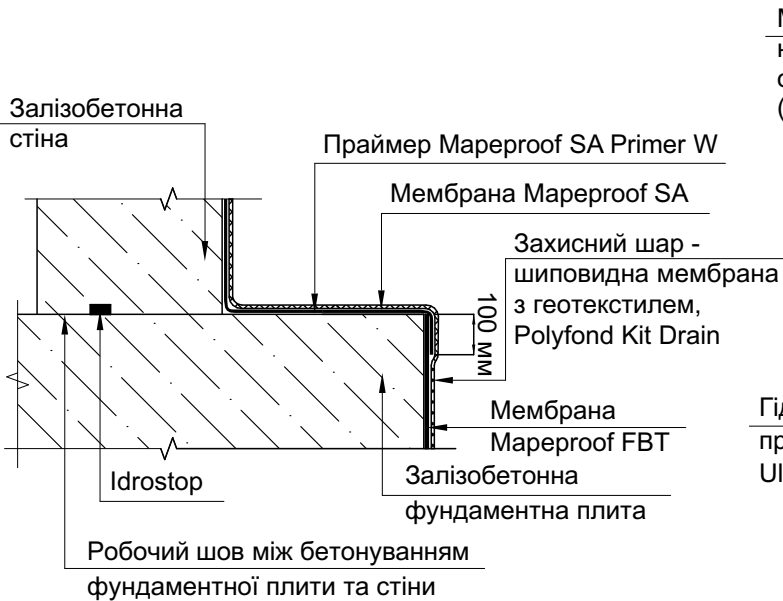 Залізобетонна
стіна
Праймер Mapeproof SA Primer W
Мембрана Mapeproof SA
Захисний шар -
шиповидна мембрана
з геотекстилем,
Polyfond Kit Drain
100 мм
Мембрана
Mapeproof FBT
Idrostop
Залізобетонна
фундаментна плита
Робочий шов між бетонуванням
фундаментної плити та стіни